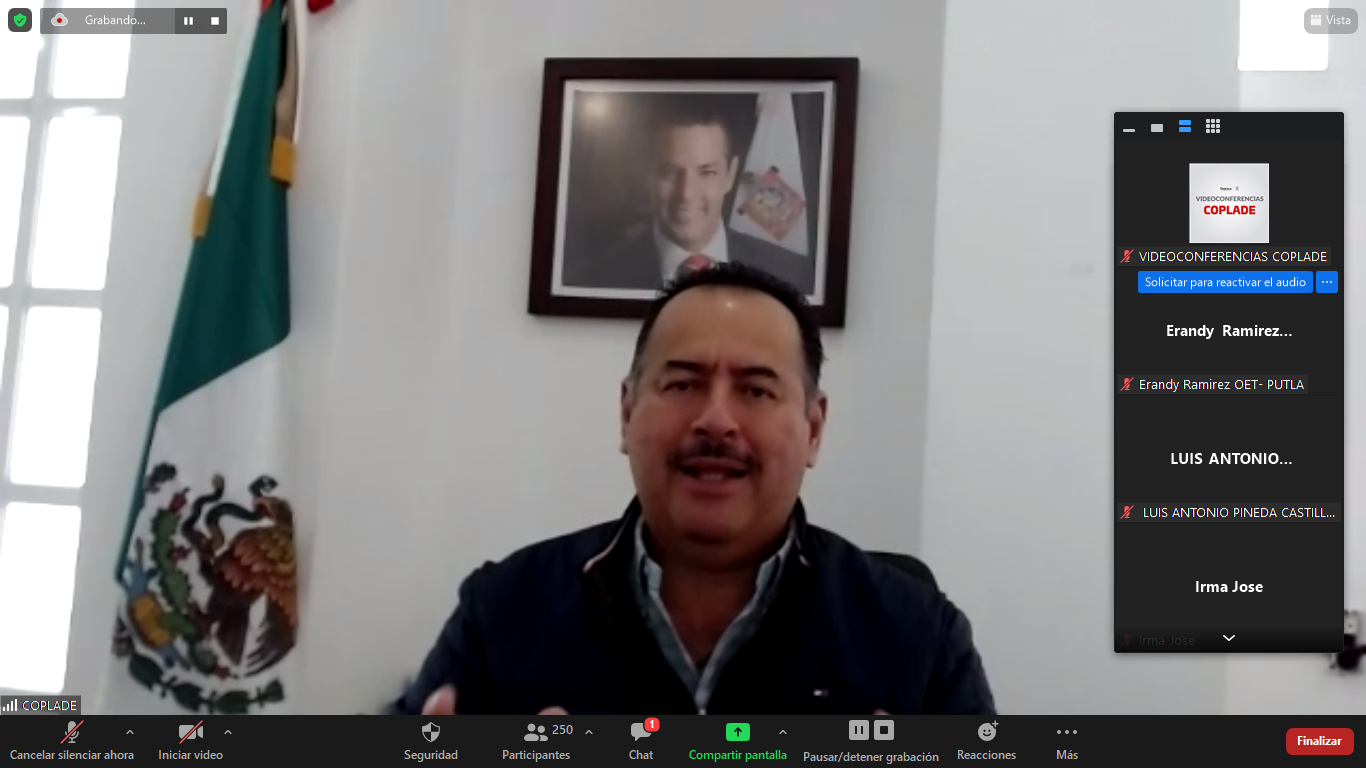 Grabando...
Vista
VIDEOCONFERENCIAS
COPLADE
VIDEOCONFERENCIAS COPLADE
Solicitar para reactivar el audio
Erandy Ramirez...
Erandy Ramirez OET- PUTLA
LUIS ANTONIO...
LUIS ANTONIO PINEDA CASTILL...
Irma Jose
Irma Jose
COPLADE
Cancelar silenciar ahora
Iniciar video
Seguridad
250
Participantes
1
Chat
Compartir pantalla
Pausar/detener grabación
Reacciones
Más
Finalizar